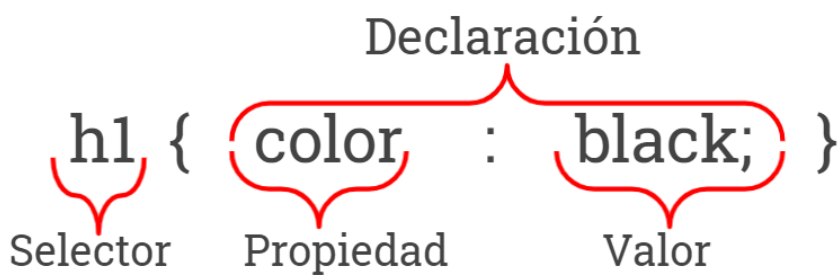 Declaración
h1 { color : black; }
Selector Propiedad Valor